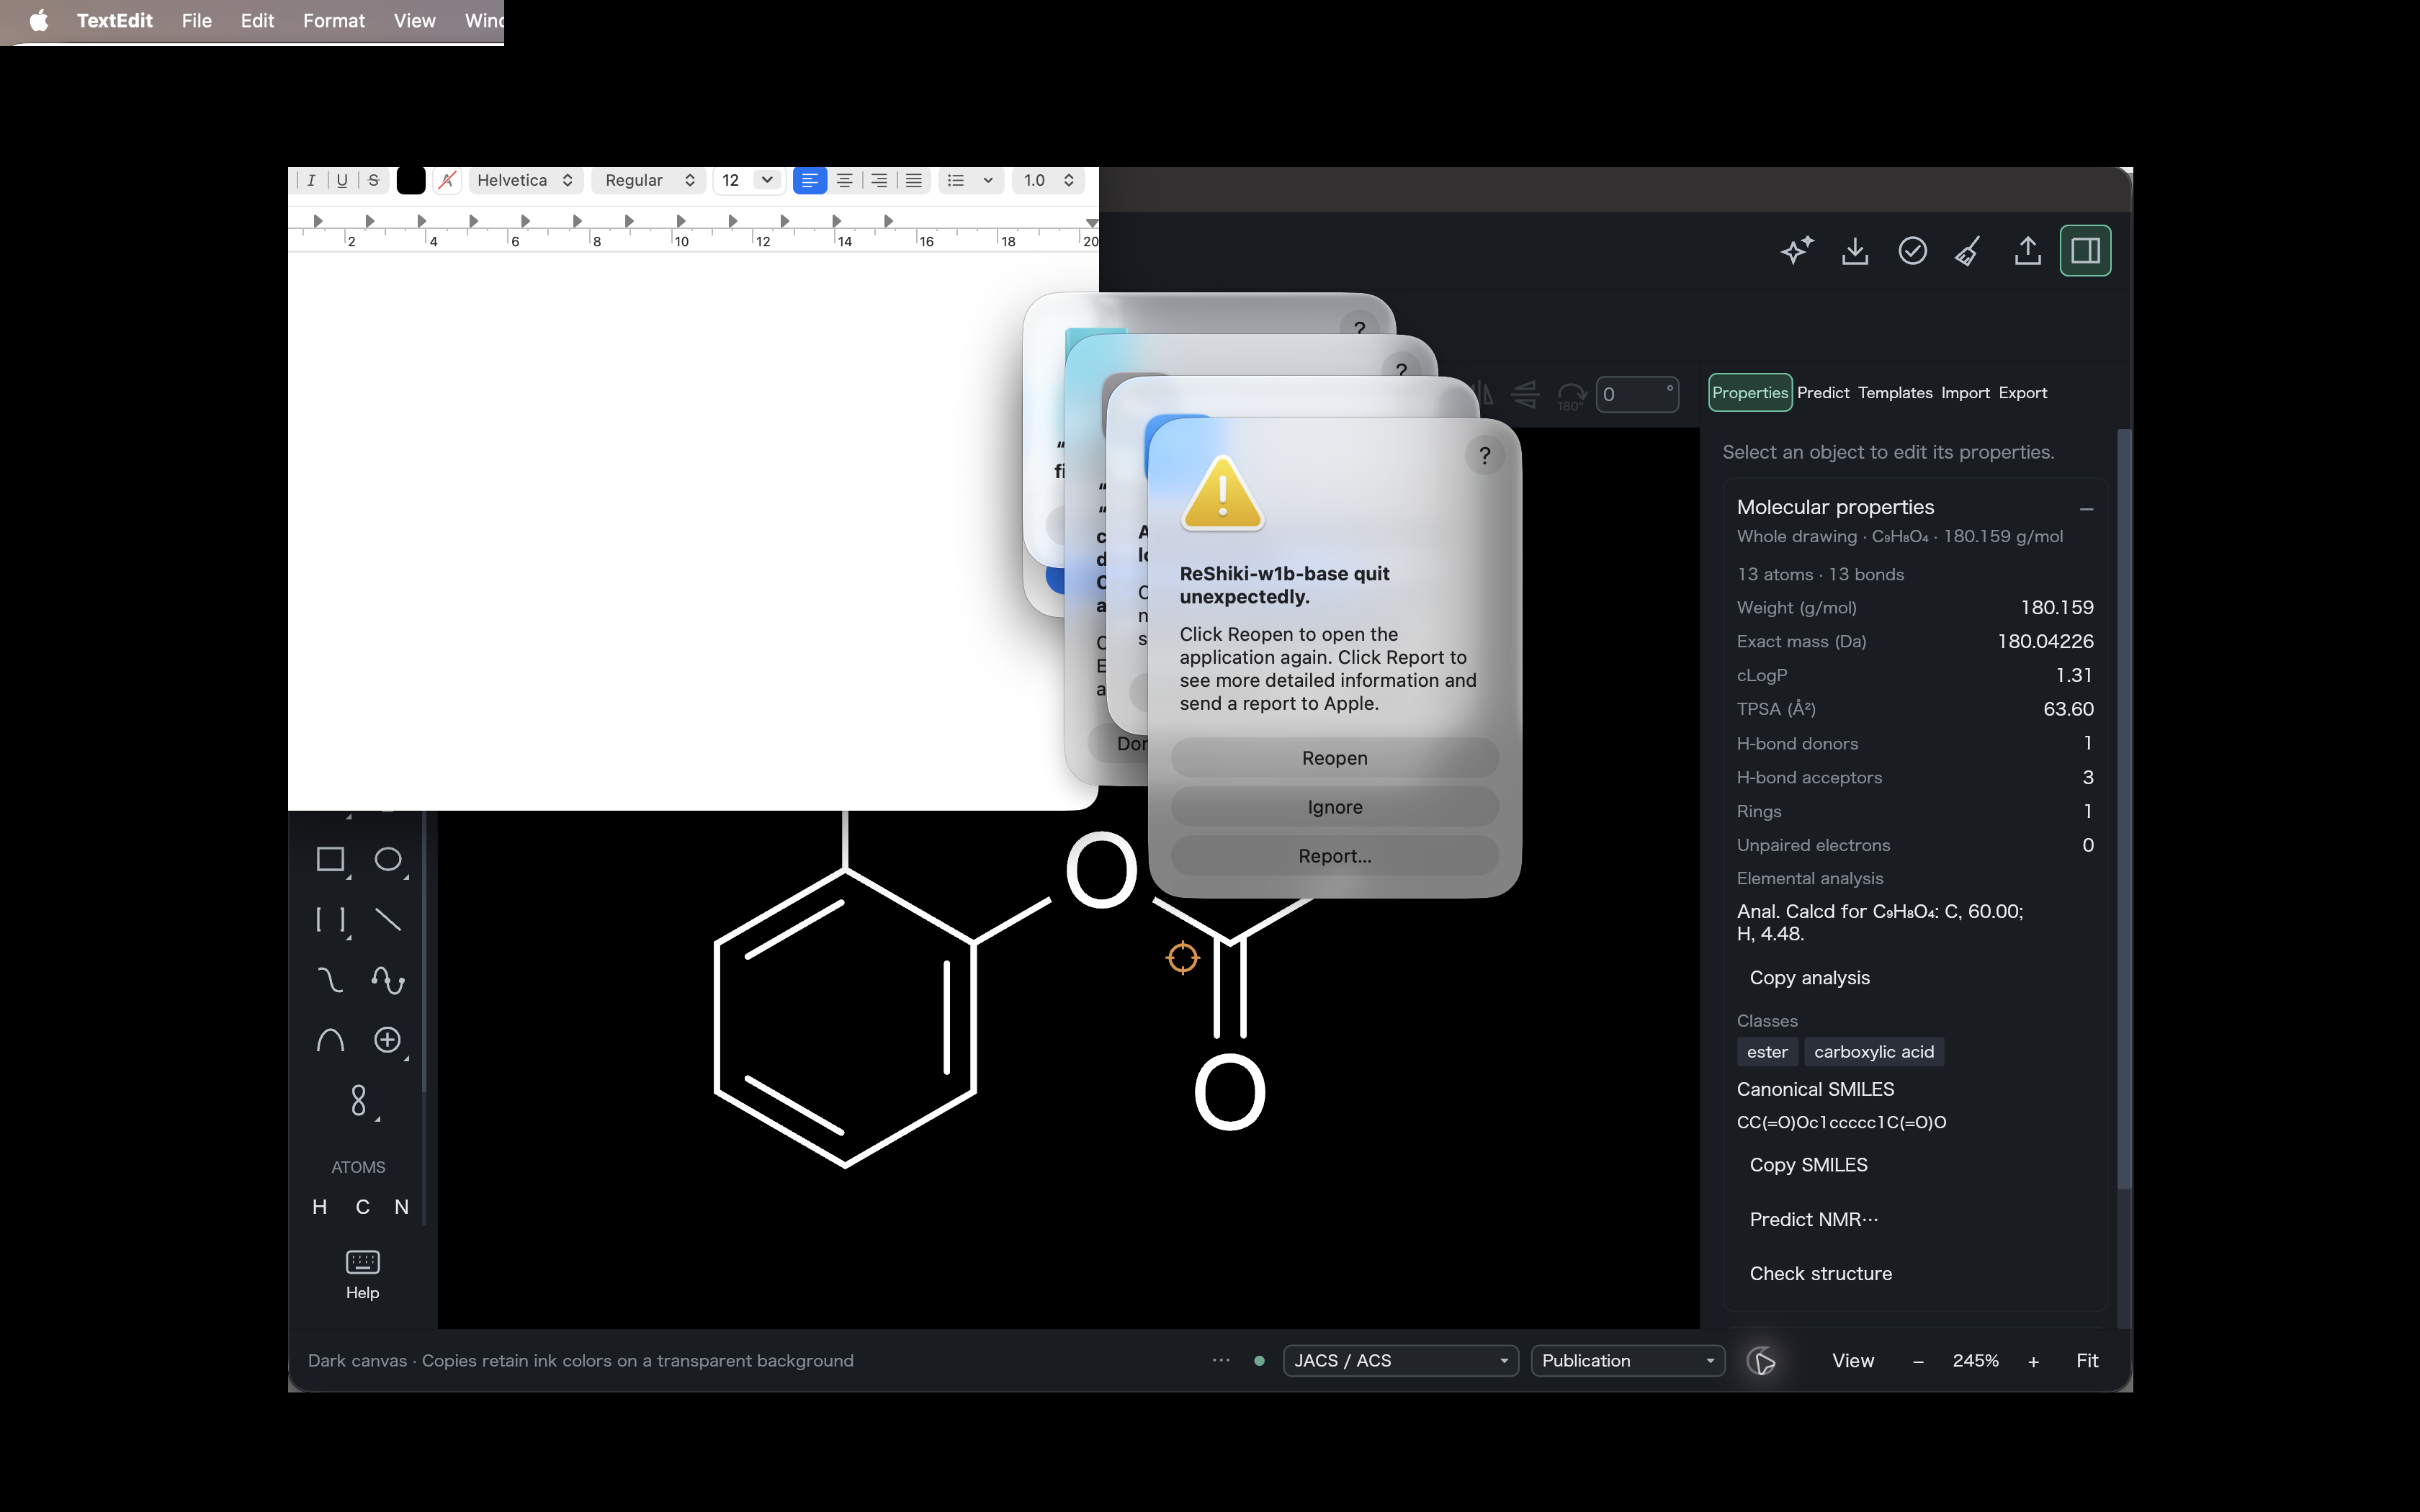 TextEdit File Edit Format View
I U S A Helvetica Regular 12 1.0
2 4 6 8 10 12 14 16 18 20
?
?
?
180° 0 °
Properties Predict Templates Import Export
Select an object to edit its properties.
Molecular properties
Whole drawing · C₉H₈O₄ · 180.159 g/mol
13 atoms · 13 bonds
Weight (g/mol) 180.159
Exact mass (Da) 180.04226
cLogP 1.31
TPSA (Å²) 63.60
H-bond donors 1
H-bond acceptors 3
Rings 1
Unpaired electrons 0
Elemental analysis
Anal. Calcd for C₉H₈O₄: C, 60.00;
H, 4.48.
Copy analysis
Classes
ester carboxylic acid
Canonical SMILES
CC(=O)Oc1ccccc1C(=O)O
Copy SMILES
Predict NMR···
Check structure
ReShiki-w1b-base quit
unexpectedly.
Click Reopen to open the
application again. Click Report to
see more detailed information and
send a report to Apple.
Reopen
Ignore
Report...
O
O
ATOMS
H C N
Help
Dark canvas · Copies retain ink colors on a transparent background
··· JACS / ACS Publication View − 245% + Fit